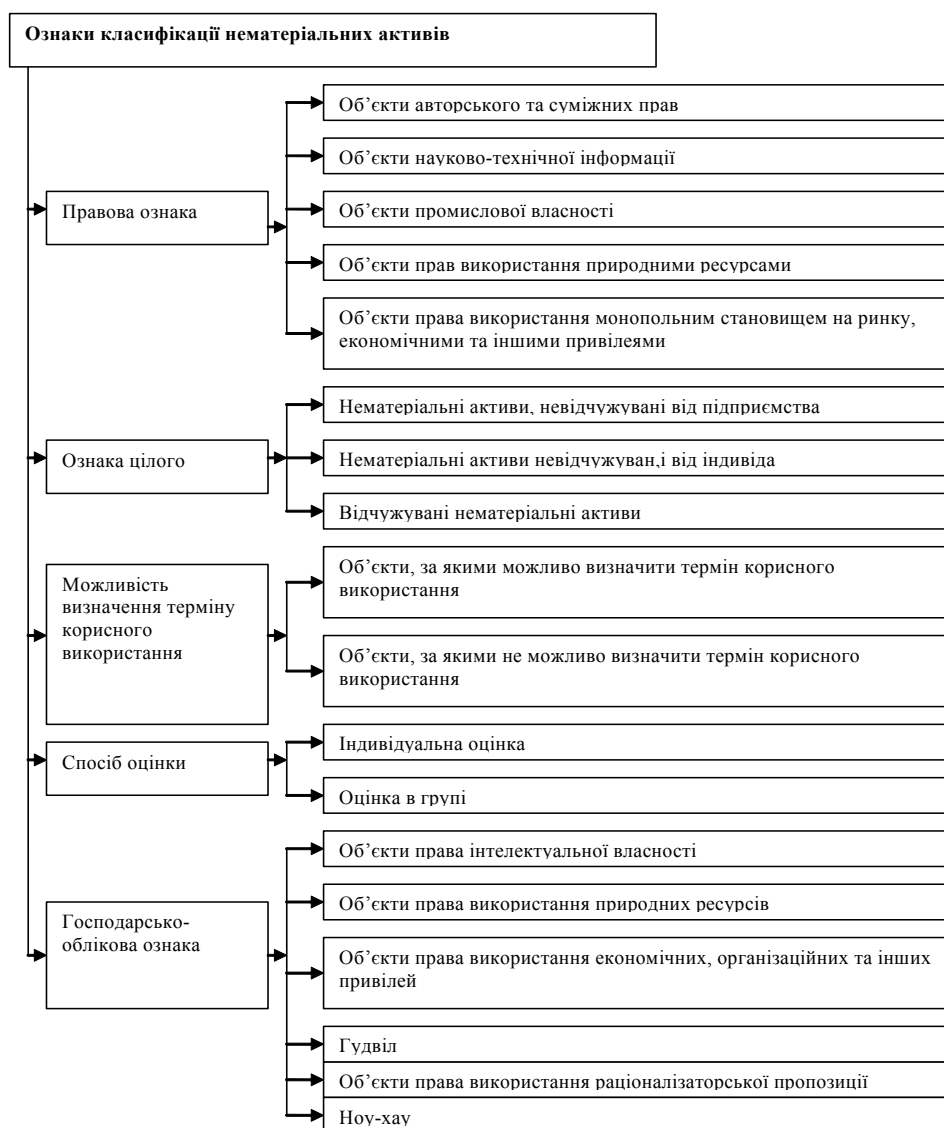 Ознаки класифікації нематеріальних активів
Правова ознака
Об’єкти авторського та суміжних прав
Об’єкти науково-технічної інформації
Об’єкти промислової власності
Об’єкти прав використання природними ресурсами
Об’єкти права використання монопольним становищем на ринку,
економічними та іншими привілеями
Ознака цілого
Нематеріальні активи, невідчужувані від підприємства
Нематеріальні активи невідчужуван,і від індивіда
Відчужувані нематеріальні активи
Можливість
визначення терміну
корисного
використання
Об’єкти, за якими можливо визначити термін корисного
використання
Об’єкти, за якими не можливо визначити термін корисного
використання
Спосіб оцінки
Індивідуальна оцінка
Оцінка в групі
Господарсько-
облікова ознака
Об’єкти права інтелектуальної власності
Об’єкти права використання природних ресурсів
Об’єкти права використання економічних, організаційних та інших
привілей
Гудвіл
Об’єкти права використання раціоналізаторської пропозиції
Ноу-хау